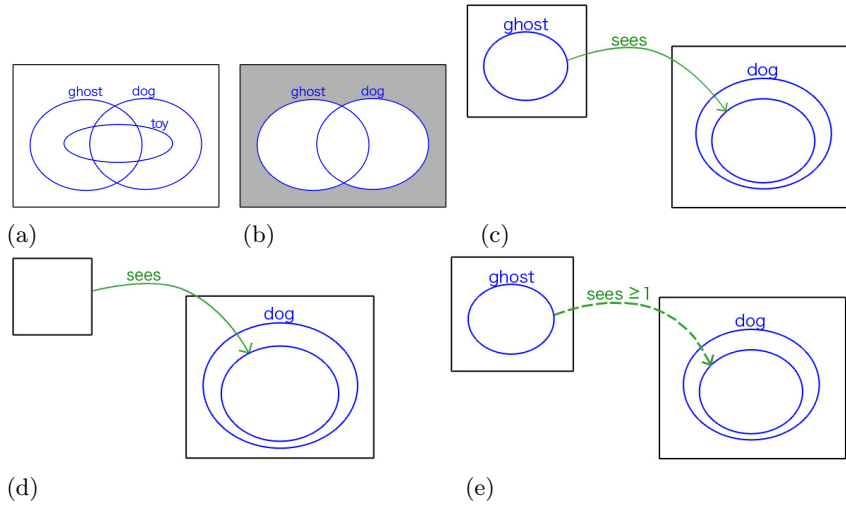 ghost dog
toy
(a)
ghost dog
(b)
ghost
sees
dog
(c)
sees
dog
(d)
ghost
sees ≥1
dog
(e)